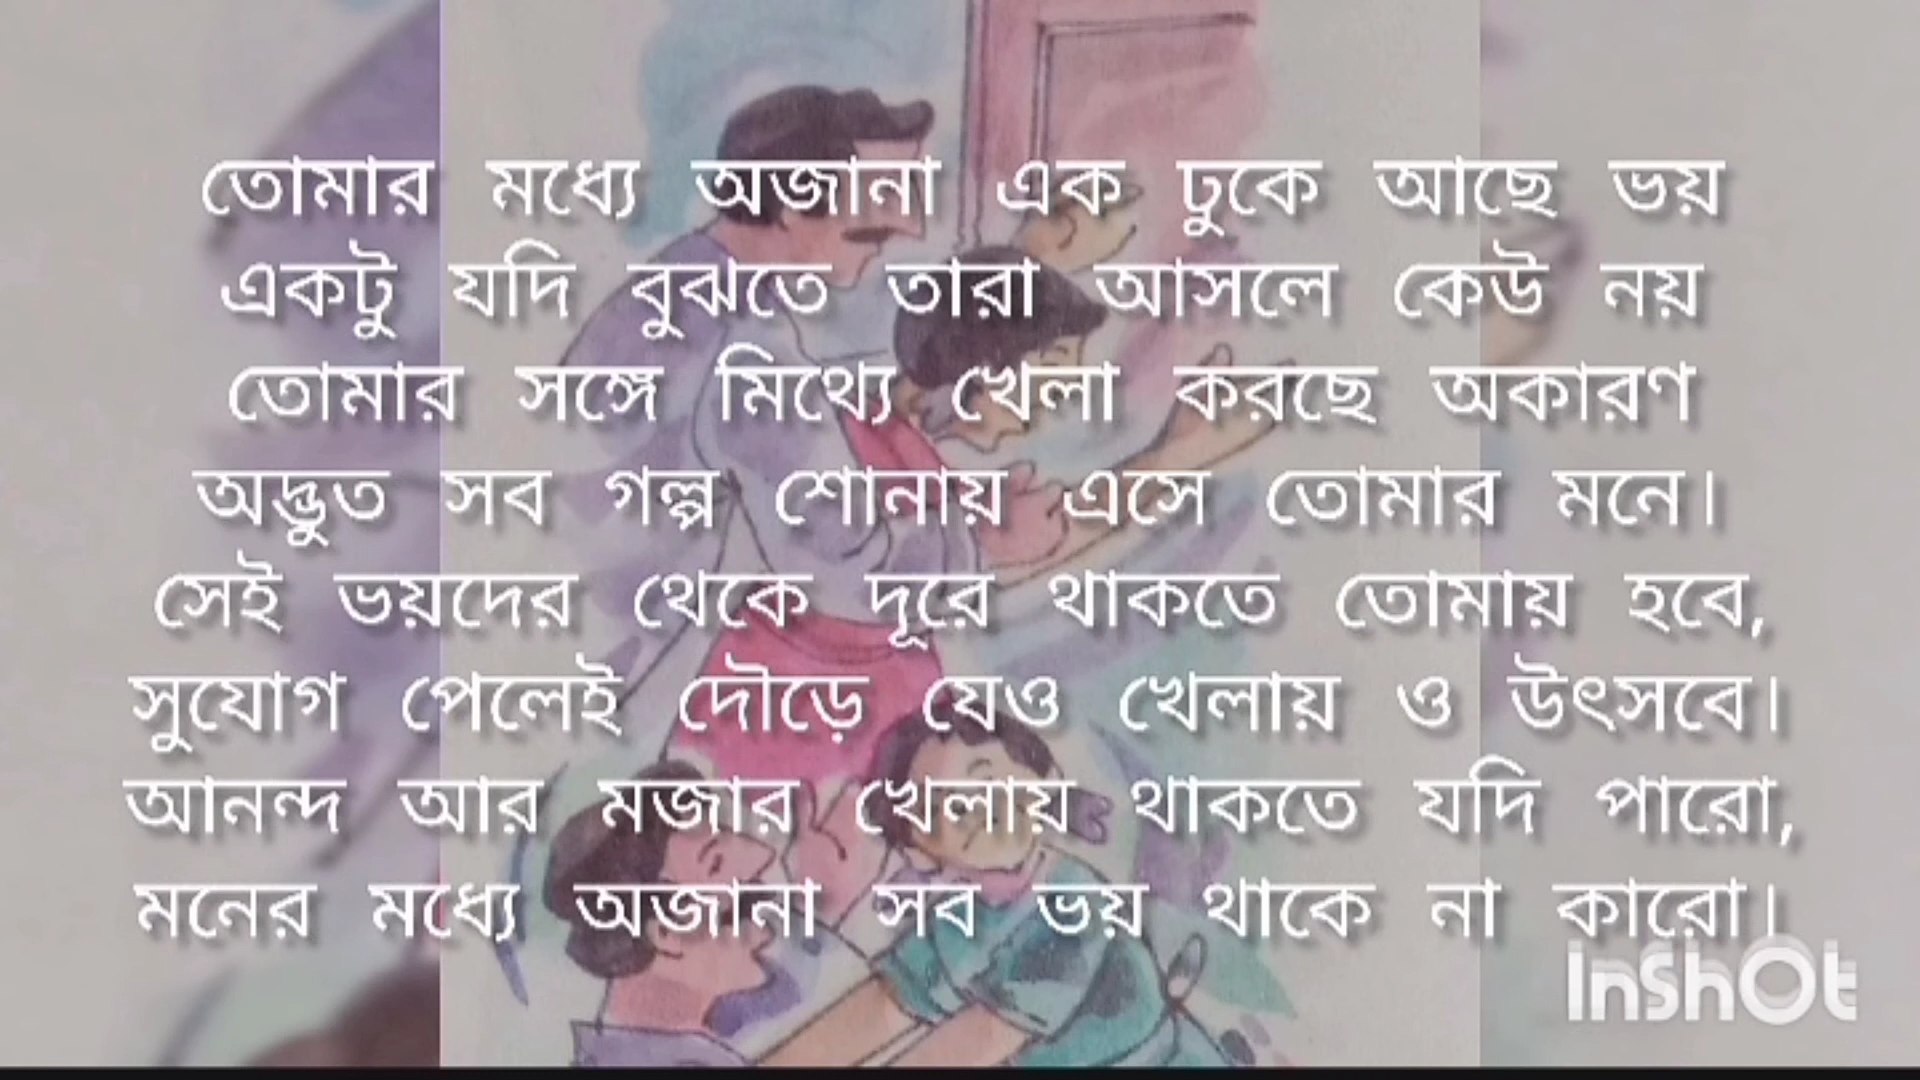 তোমার মধ্যে অজানা এক ঢুকে আছে ভয়
একটু যদি বুঝতে তারা আসলে কেউ নয়
তোমার সঙ্গে মিথ্যে খেলা করছে অকারণ
অদ্ভুত সব গল্প শোনায় এসে তোমার মনে।
সেই ভয়দের থেকে দূরে থাকতে তোমায় হবে,
সুযোগ পেলেই দৌড়ে যেও খেলায় ও উৎসবে।
আনন্দ আর মজার খেলায় থাকতে যদি পারো,
মনের মধ্যে অজানা সব ভয় থাকে না কারো।
InShOt